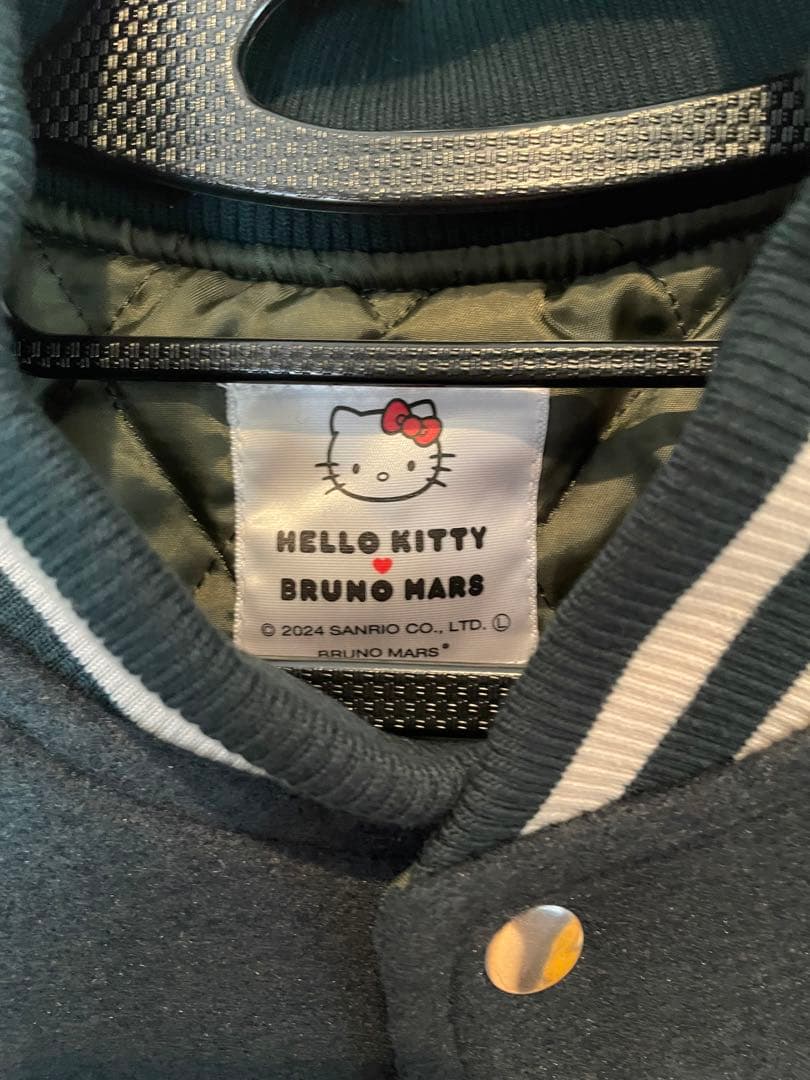 HELLO KITTY
BRUNO MARS
© 2024 SANRIO CO., LTD. Ⓛ
BRUNO MARS®